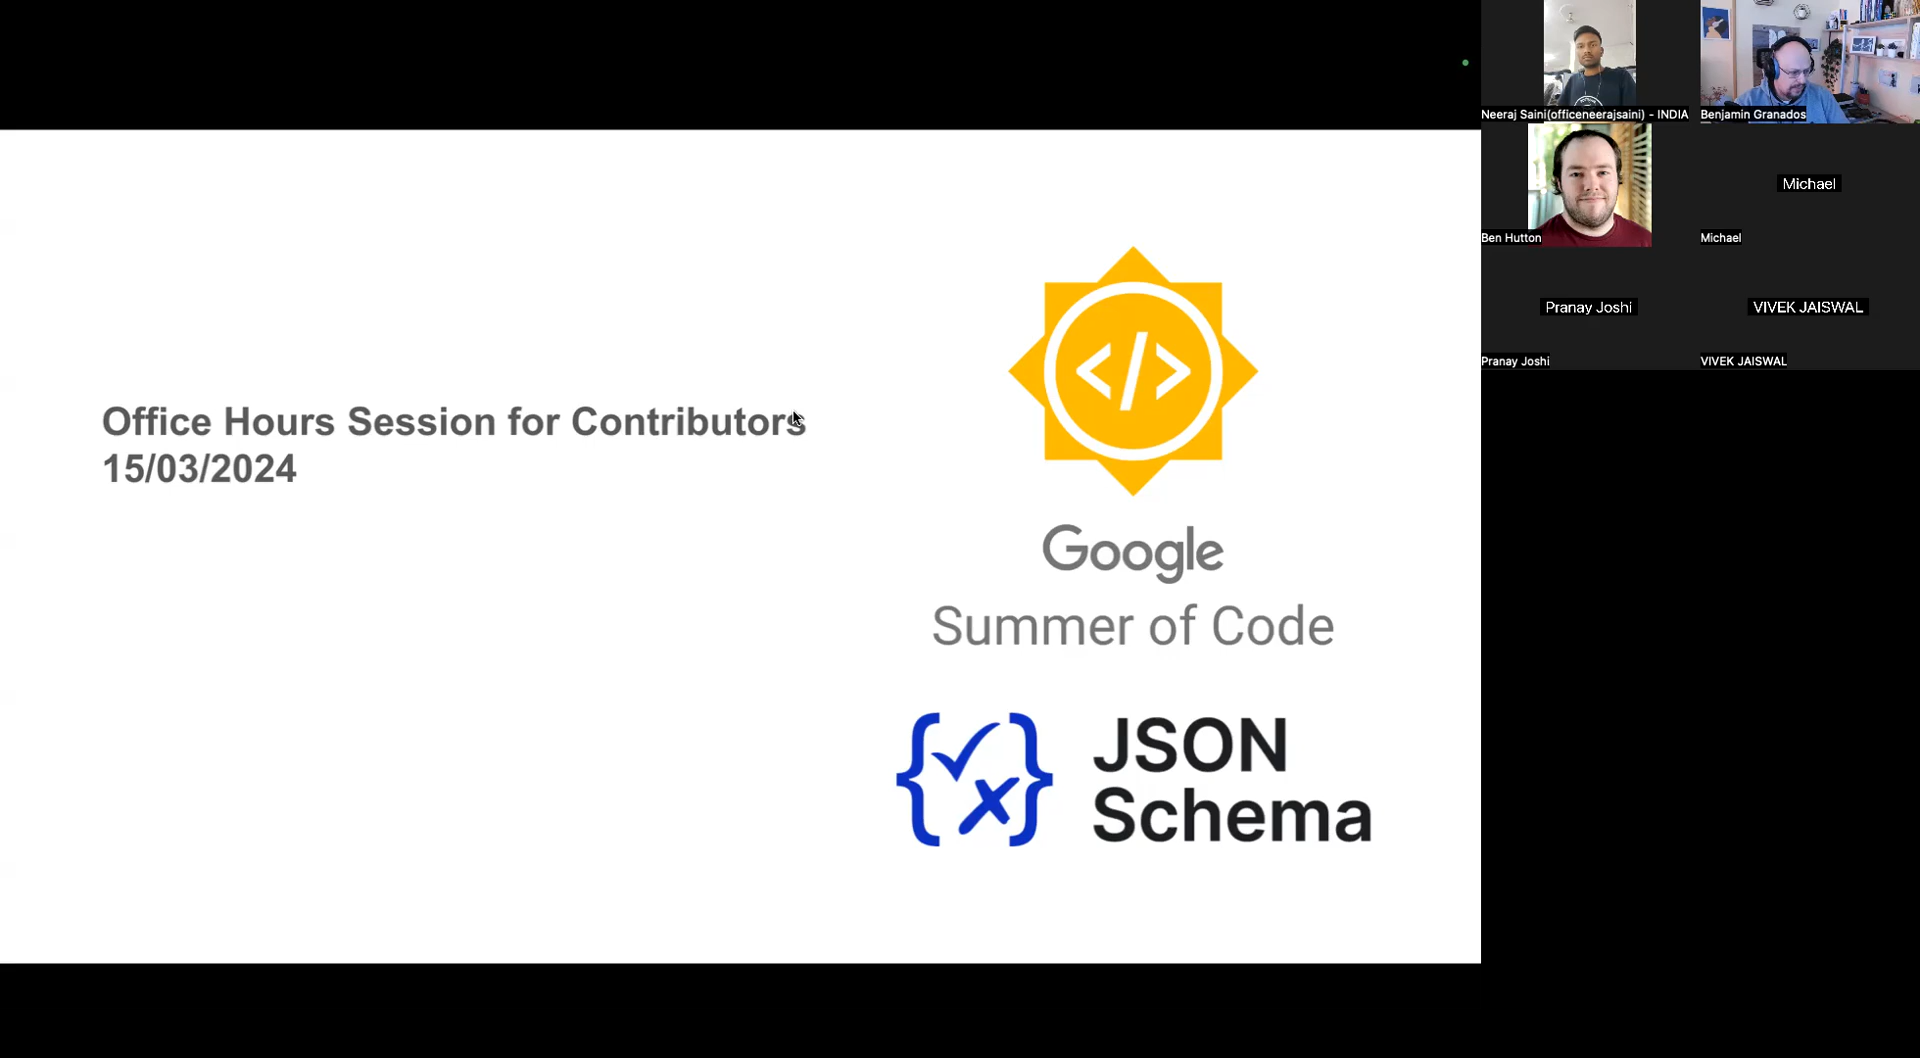 Office Hours Session for Contributors
15/03/2024
</>
Google
Summer of Code
JSON
Schema
Neeraj Saini(officeneerajsaini) - INDIA
Benjamin Granados
Ben Hutton
Michael
Michael
Pranay Joshi
Pranay Joshi
VIVEK JAISWAL
VIVEK JAISWAL